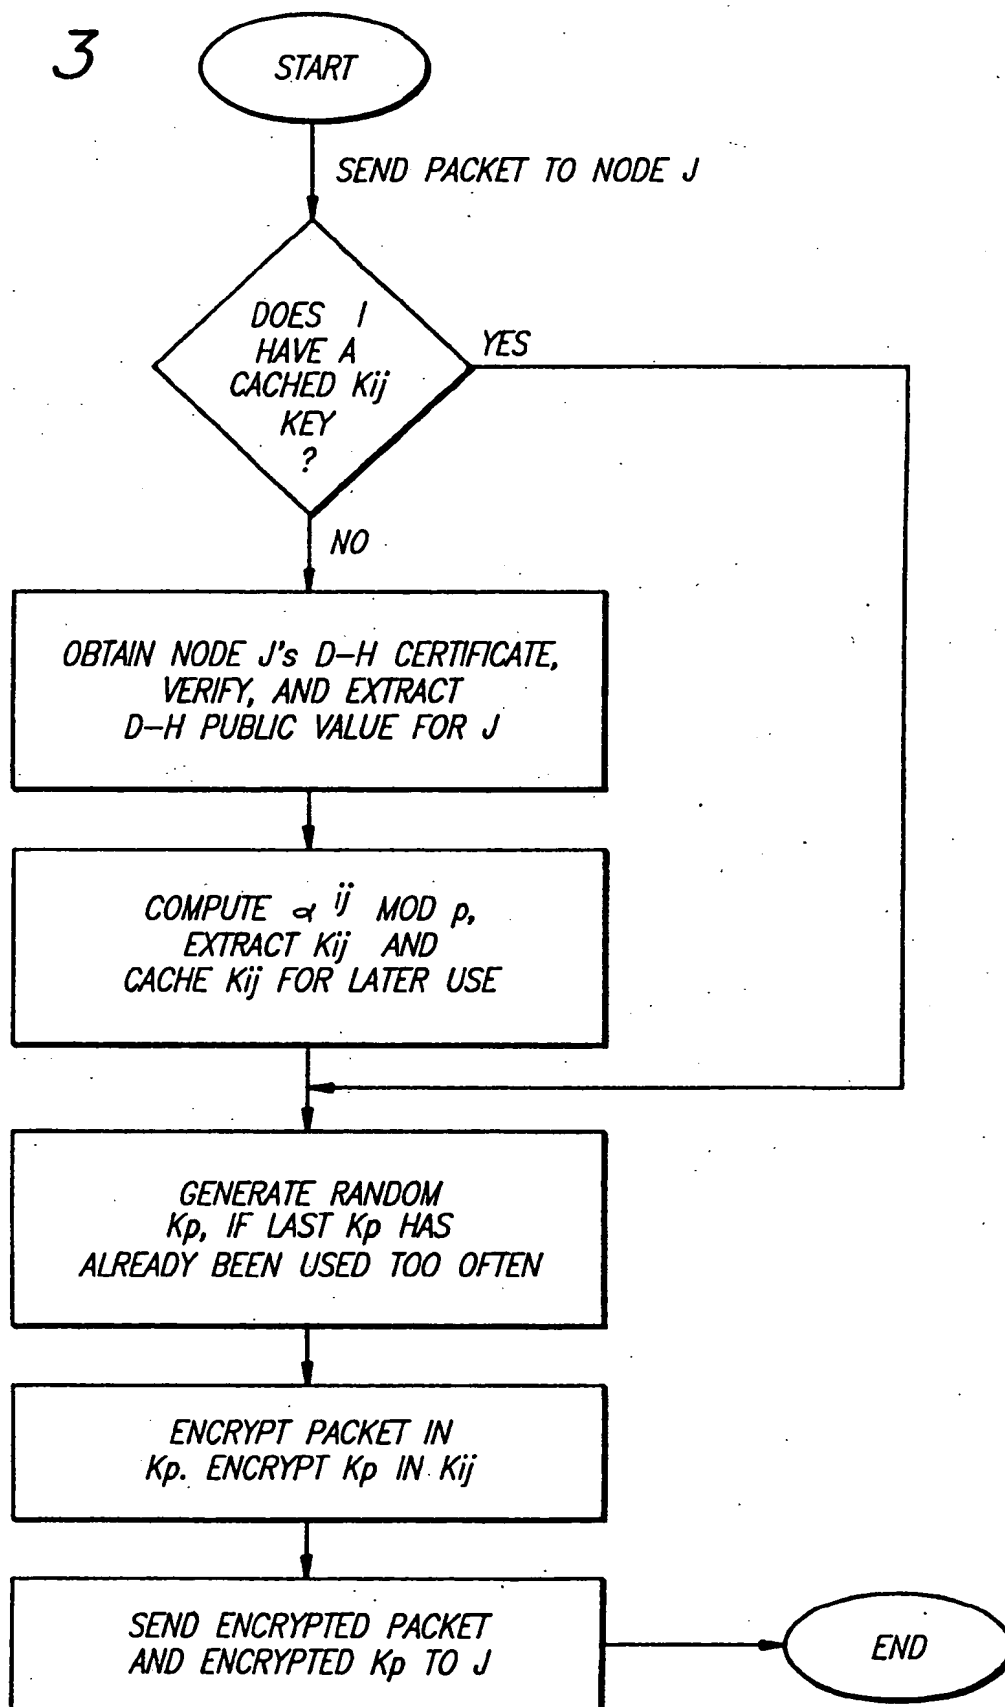 3
START
SEND PACKET TO NODE J
DOES I
HAVE A
CACHED Kij
KEY
?
YES
NO
OBTAIN NODE J's D-H CERTIFICATE,
VERIFY, AND EXTRACT
D-H PUBLIC VALUE FOR J
COMPUTE α ij MOD p,
EXTRACT Kij AND
CACHE Kij FOR LATER USE
GENERATE RANDOM
Kp, IF LAST Kp HAS
ALREADY BEEN USED TOO OFTEN
ENCRYPT PACKET IN
Kp. ENCRYPT Kp IN Kij
SEND ENCRYPTED PACKET
AND ENCRYPTED Kp TO J
END